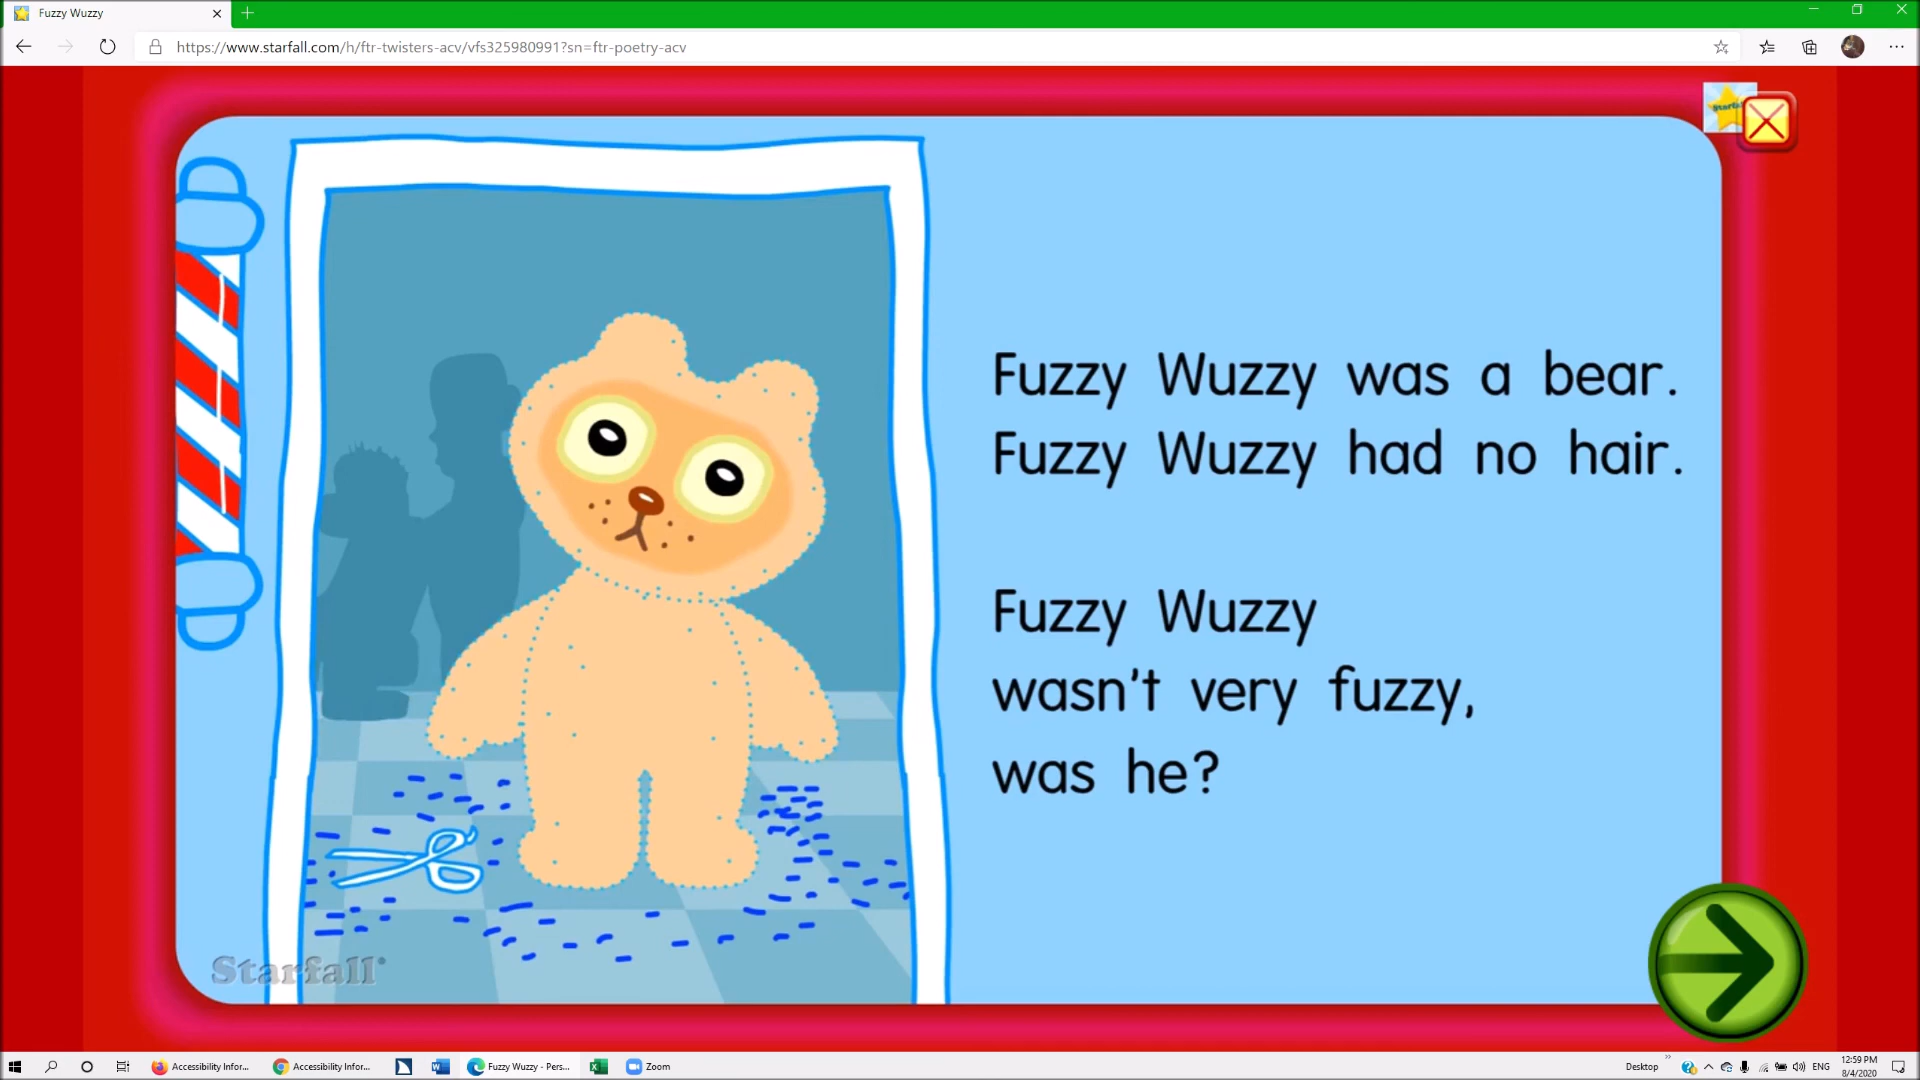 Fuzzy Wuzzy
https://www.starfall.com/h/ftr-twisters-acv/vfs325980991?sn=ftr-poetry-acv
Starfall
Fuzzy Wuzzy was a bear.
Fuzzy Wuzzy had no hair.
Fuzzy Wuzzy
wasn't very fuzzy,
was he?
Starfall®
Accessibility Infor...
Accessibility Infor...
Fuzzy Wuzzy - Pers...
Zoom
Desktop
ENG
12:59 PM
8/4/2020